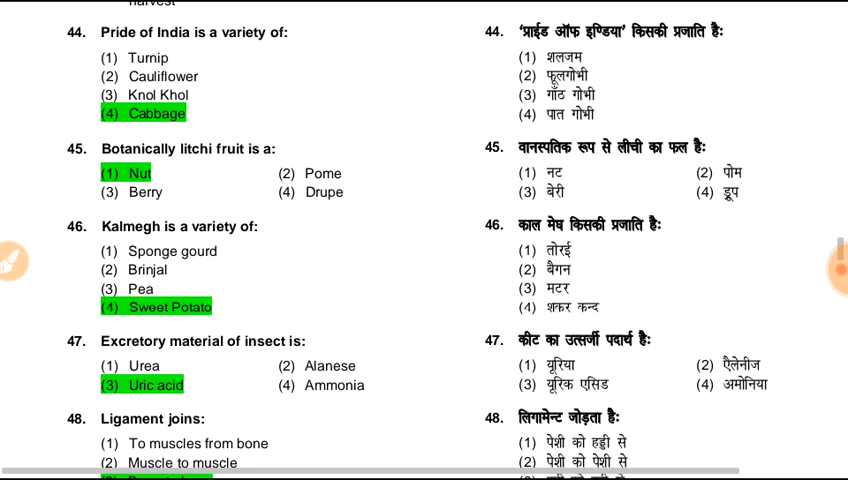 harvest
44. Pride of India is a variety of:
(1) Turnip
(2) Cauliflower
(3) Knol Khol
(4) Cabbage
45. Botanically litchi fruit is a:
(1) Nut (2) Pome
(3) Berry (4) Drupe
46. Kalmegh is a variety of:
(1) Sponge gourd
(2) Brinjal
(3) Pea
(4) Sweet Potato
47. Excretory material of insect is:
(1) Urea (2) Alanese
(3) Uric acid (4) Ammonia
48. Ligament joins:
(1) To muscles from bone
(2) Muscle to muscle
44. ‘प्राईड ऑफ इण्डिया’ किसकी प्रजाति है:
(1) शलजम
(2) फूलगोभी
(3) गाँठ गोभी
(4) पात गोभी
45. वानस्पतिक रूप से लीची का फल है:
(1) नट (2) पोम
(3) बेरी (4) ड्रूप
46. काल मेघ किसकी प्रजाति है:
(1) तोरई
(2) बैगन
(3) मटर
(4) शकर कन्द
47. कीट का उत्सर्जी पदार्थ है:
(1) यूरिया (2) ऐलेनीज
(3) यूरिक एसिड (4) अमोनिया
48. लिगामेन्ट जोड़ता है:
(1) पेशी को हड्डी से
(2) पेशी को पेशी से